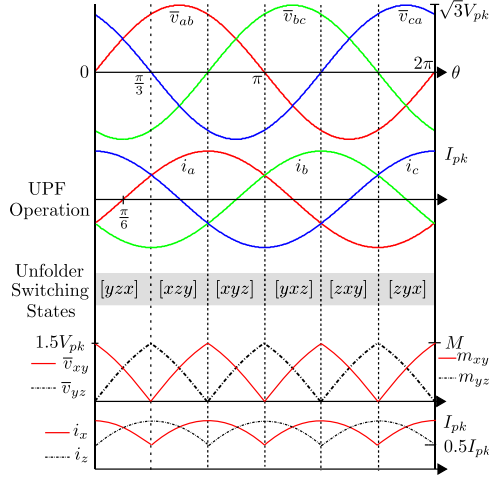 v̅_ab v̅_bc v̅_ca √3V_pk
0 π/3 π 2π θ
i_a i_b i_c I_pk
UPF
Operation
π/6
Unfolder
Switching
States
[yzx] [xzy] [xyz] [yxz] [zxy] [zyx]
1.5V_pk M
v̅_xy m_xy
v̅_yz m_yz
i_x I_pk
i_z 0.5I_pk